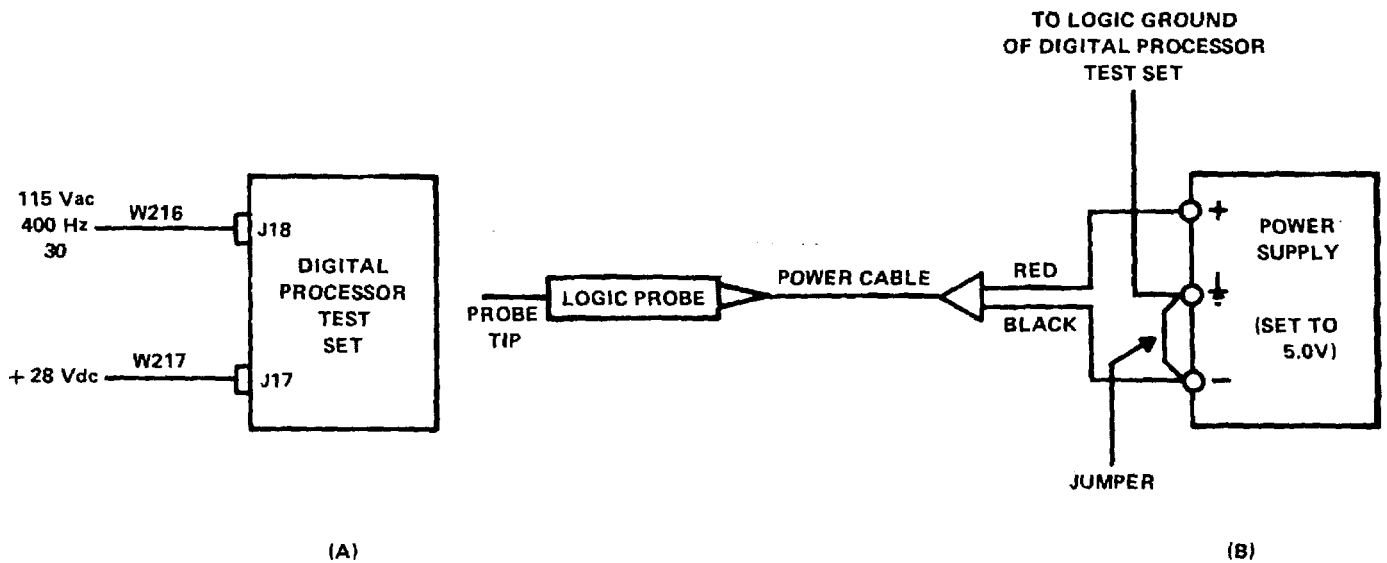 TO LOGIC GROUND
OF DIGITAL PROCESSOR
TEST SET
115 Vac
400 Hz
30
W216
J18
DIGITAL
PROCESSOR
TEST
SET
+ 28 Vdc
W217
J17
PROBE
TIP
LOGIC PROBE
POWER CABLE
RED
BLACK
+
POWER
SUPPLY
(SET TO
5.0V)
−
JUMPER
(A)
(B)